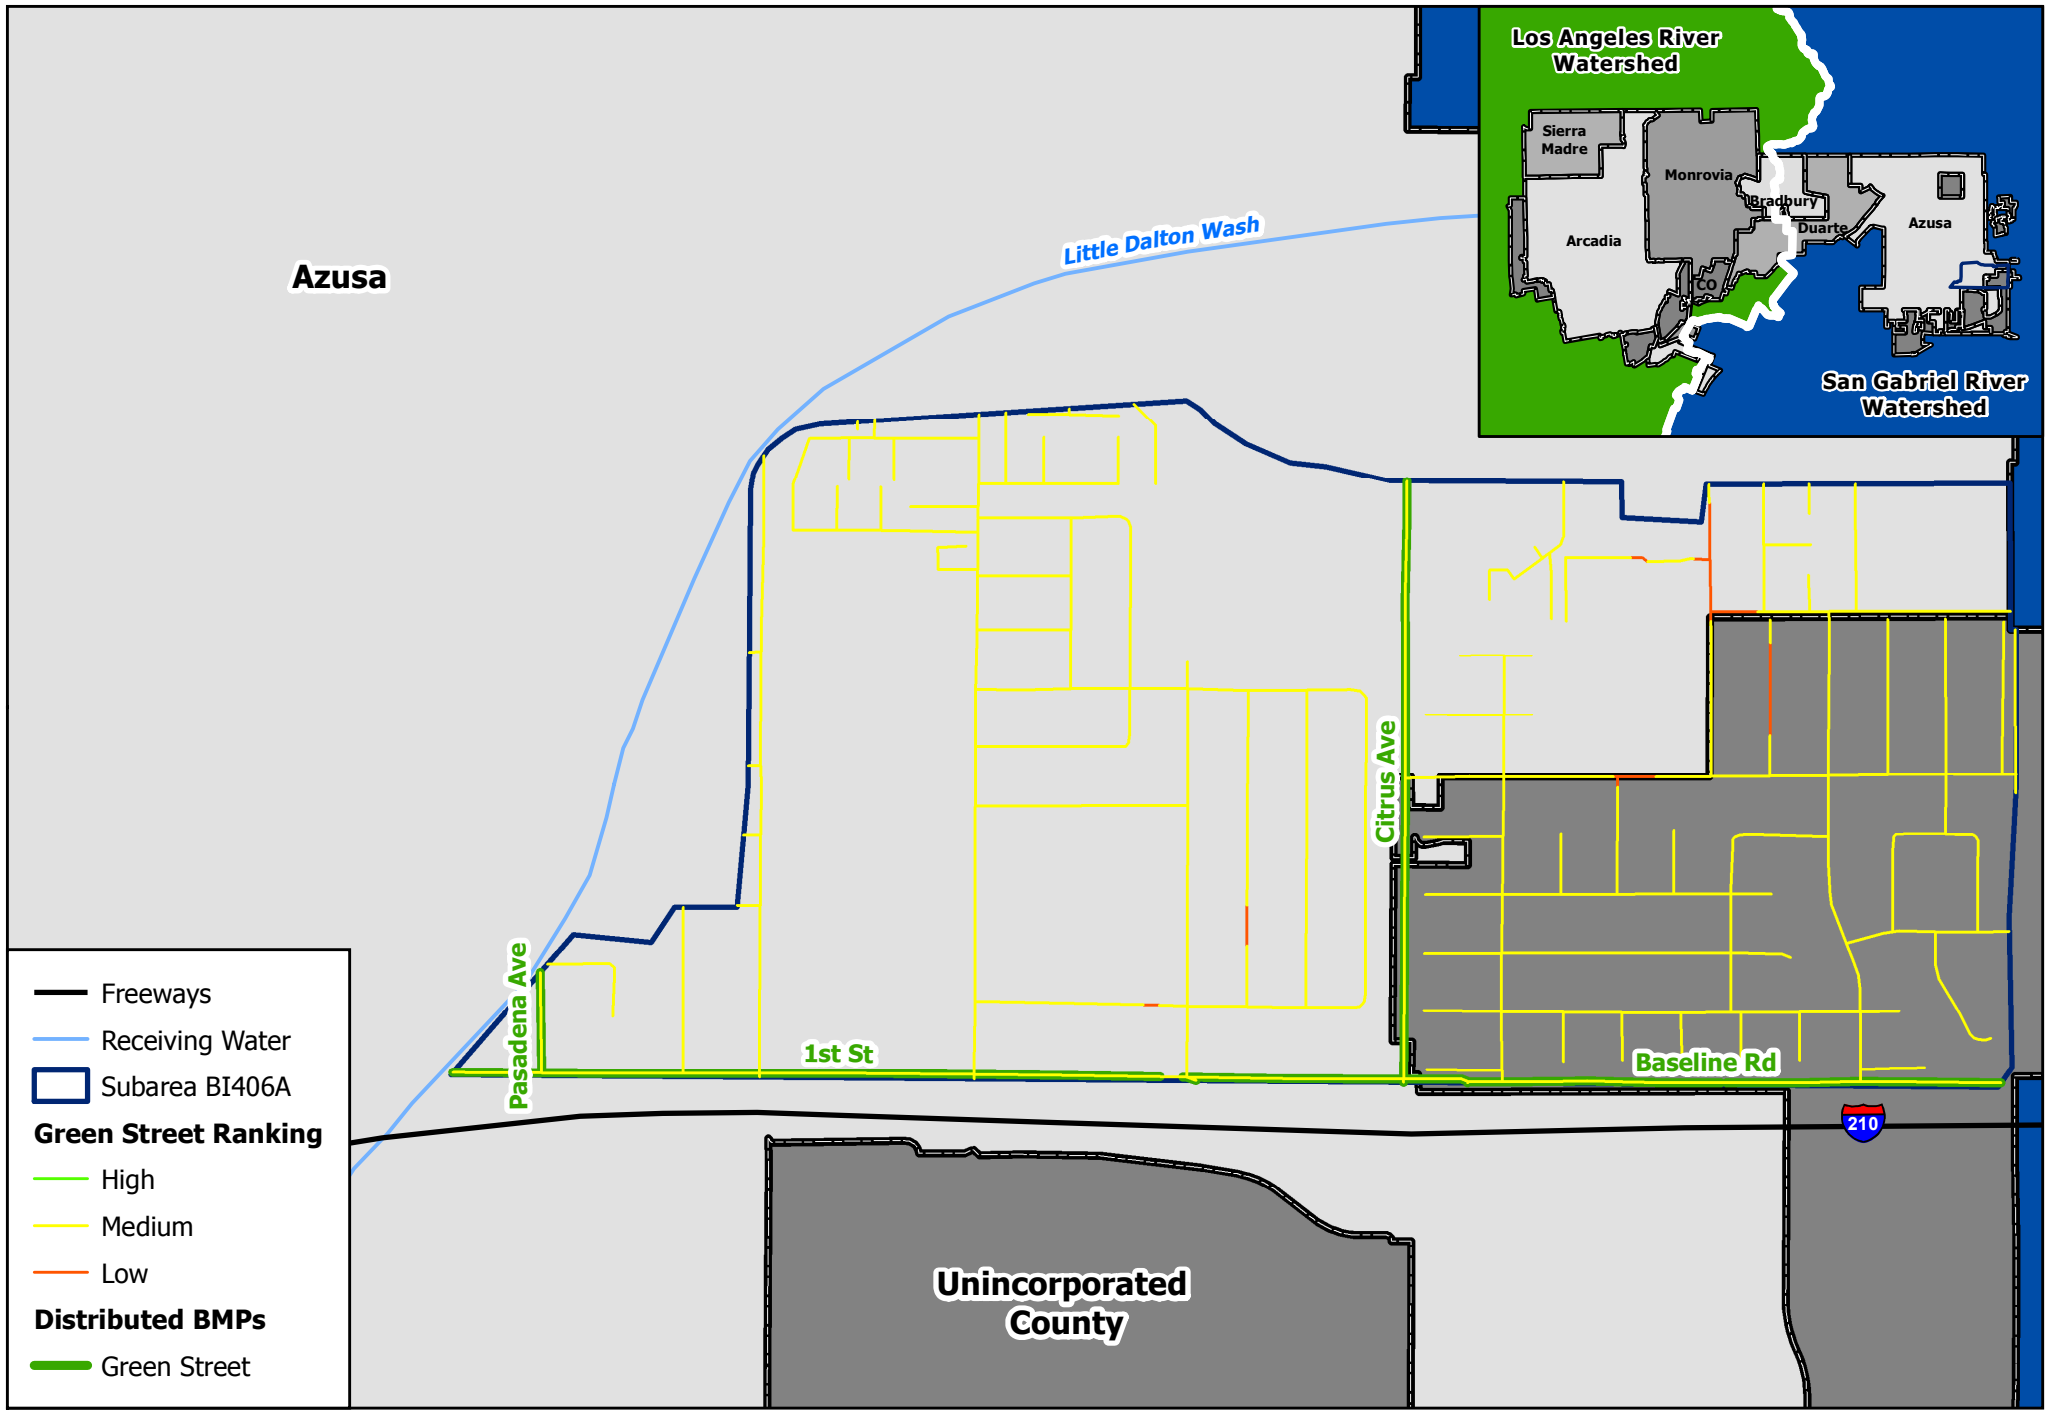 Los Angeles River
Watershed
Sierra
Madre
Monrovia
Bradbury
Duarte
Azusa
Arcadia
CO
San Gabriel River
Watershed
Azusa
Little Dalton Wash
Citrus Ave
Pasadena Ave
1st St
Baseline Rd
210
Unincorporated
County
Freeways
Receiving Water
Subarea BI406A
Green Street Ranking
High
Medium
Low
Distributed BMPs
Green Street